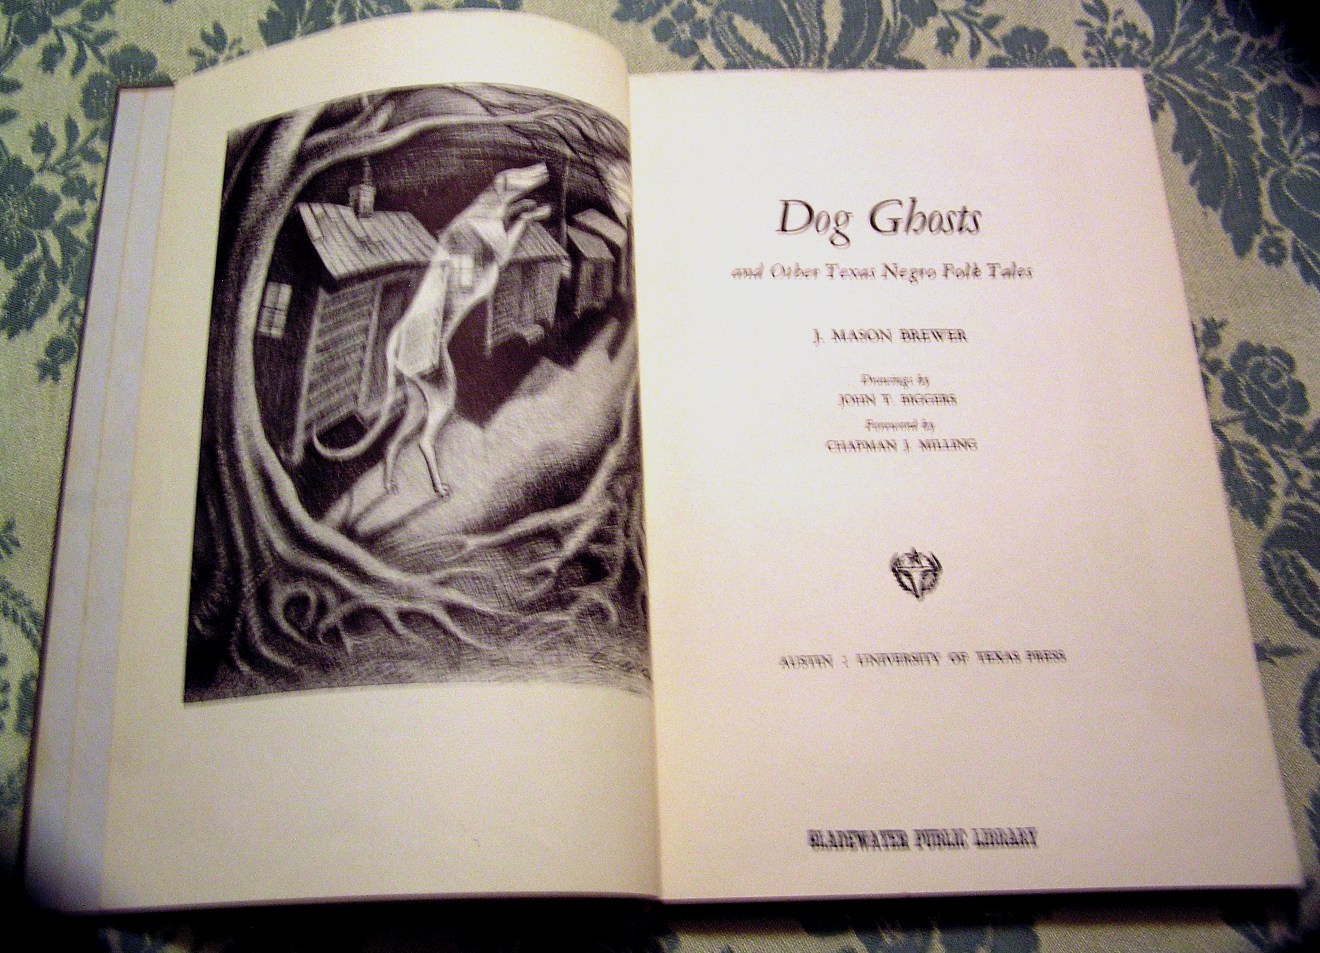 Dog Ghosts
and Other Texas Negro Folk Tales
J. MASON BREWER
Drawings by
JOHN T. BIGGERS
Foreword by
CHAPMAN J. MILLING
AUSTIN : UNIVERSITY OF TEXAS PRESS
GLADEWATER PUBLIC LIBRARY